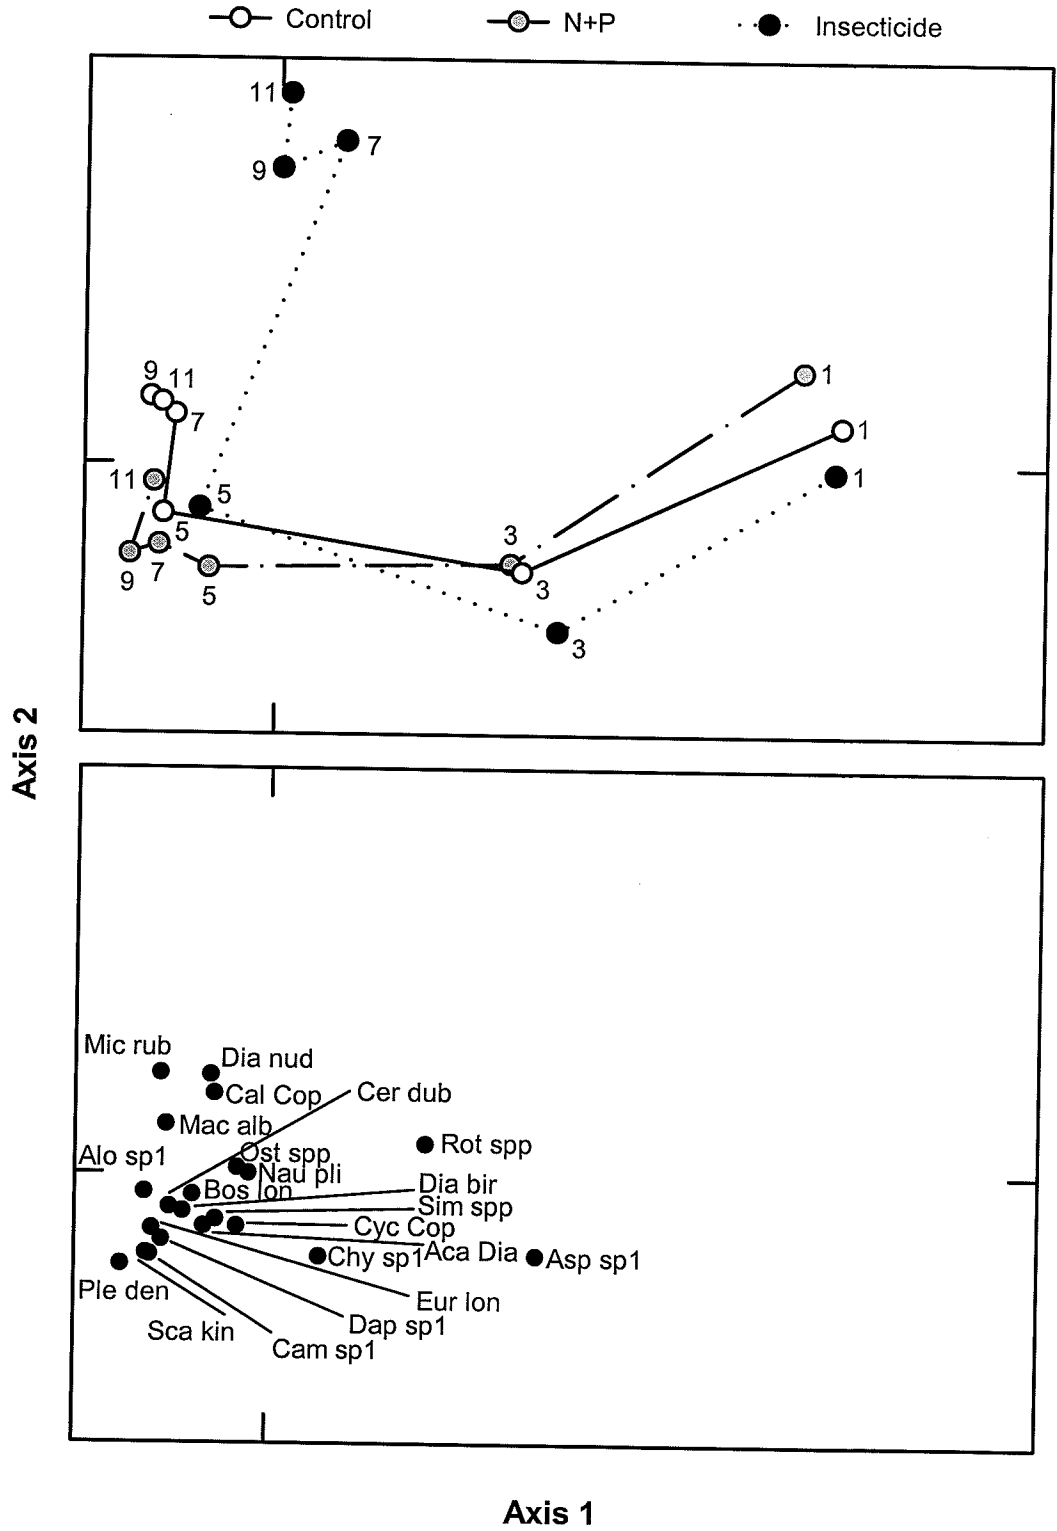 Control N+P Insecticide
11
7
9
9
11
7
1
1
11
5
1
5
3
9
7
5
3
3
Axis 2
Mic rub
Dia nud
Cal Cop
Cer dub
Mac alb
Rot spp
Alo sp1
Ost spp
Nau pli
Dia bir
Bos lon
Sim spp
Cyc Cop
Aca Dia
Chy sp1
Asp sp1
Ple den
Eur lon
Dap sp1
Sca kin
Cam sp1
Axis 1